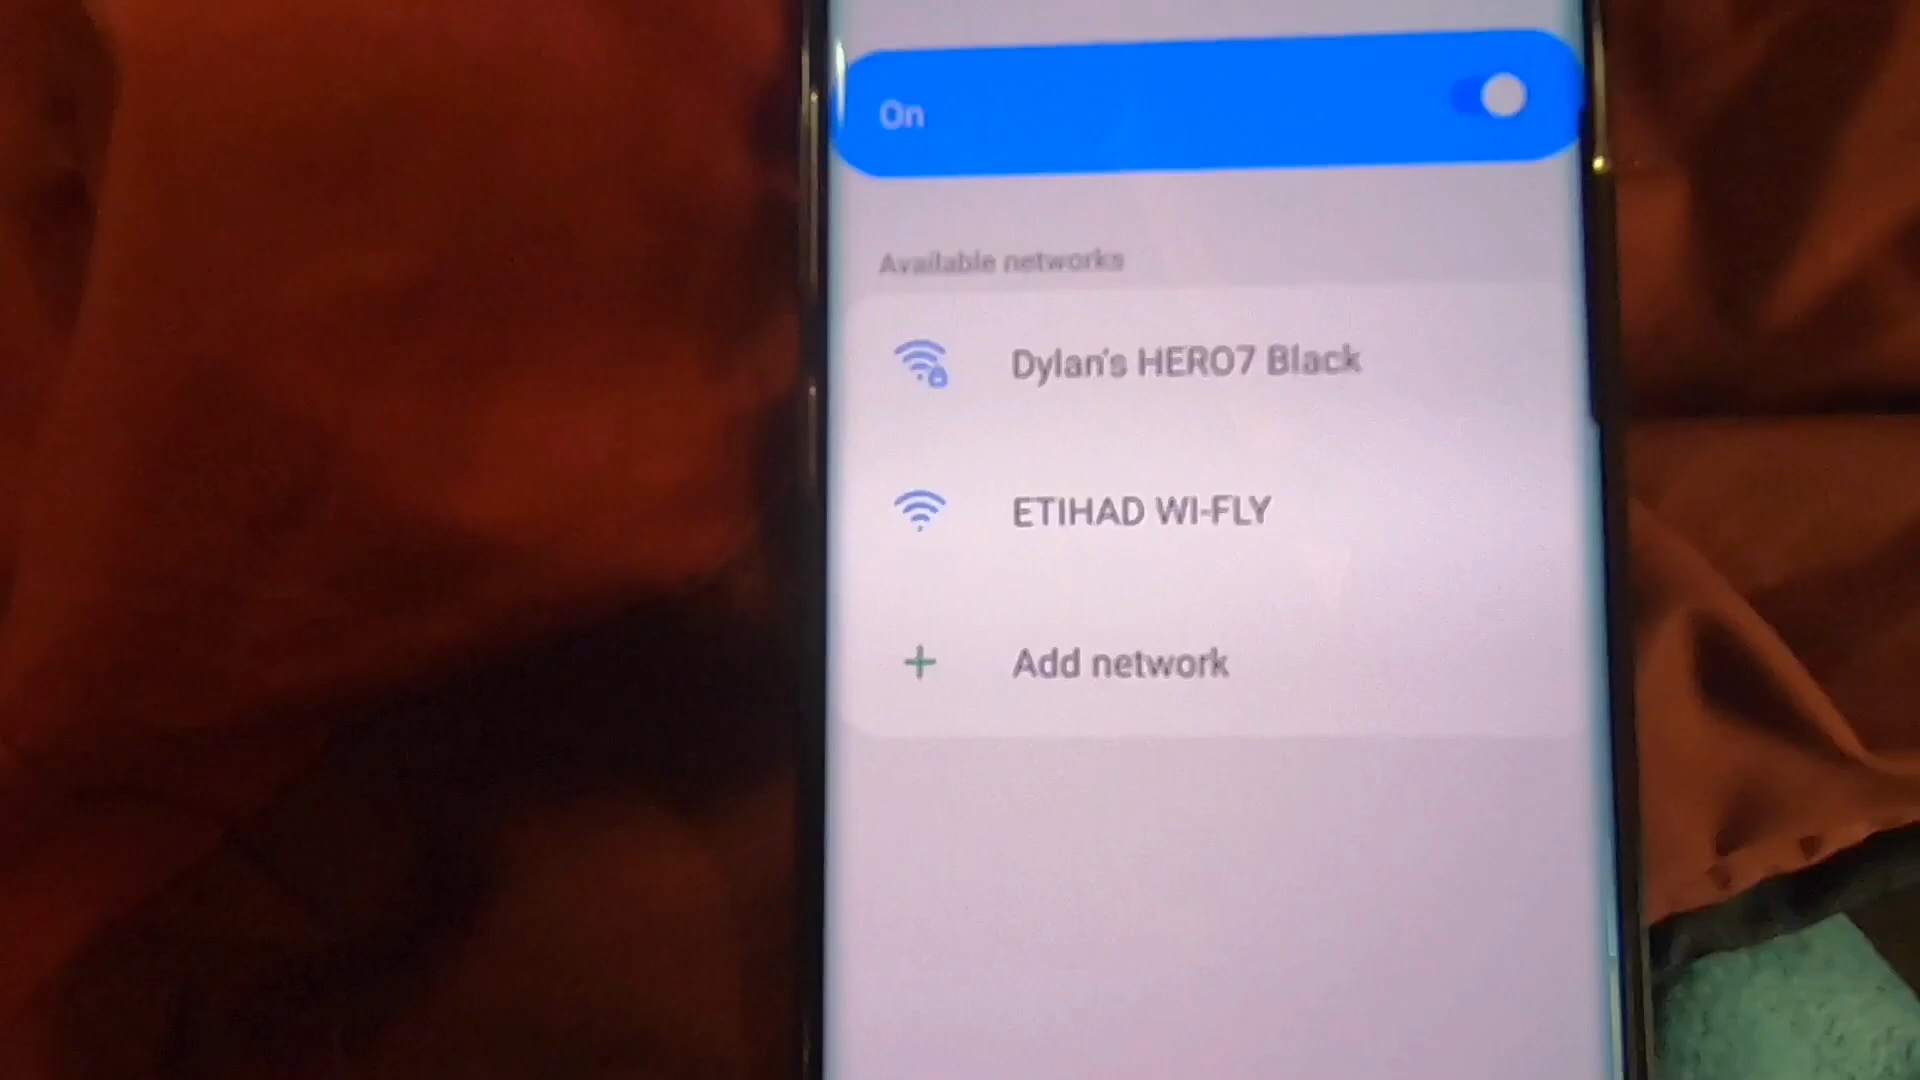 On
Available networks
Dylan's HERO7 Black
ETIHAD WI-FLY
Add network